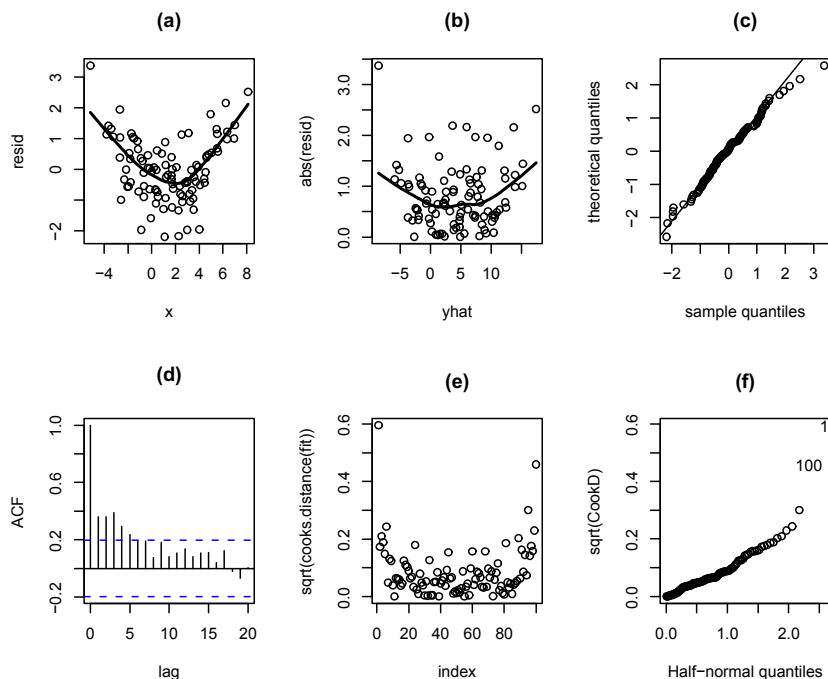 (a)
resid
3
2
1
0
−2
−4 −2 0 2 4 6 8
x
(b)
abs(resid)
3.0
2.0
1.0
0.0
−5 0 5 10
yhat
(c)
theoretical quantiles
2
1
0
−1
−2
−2 −1 0 1 2 3
sample quantiles
(d)
ACF
1.0
0.6
0.2
−0.2
0 5 10 15 20
lag
(e)
sqrt(cooks.distance(fit))
0.6
0.4
0.2
0.0
0 20 40 60 80
index
(f)
sqrt(CookD)
0.6
0.4
0.2
0.0
1
100
0.0 1.0 2.0
Half−normal quantiles